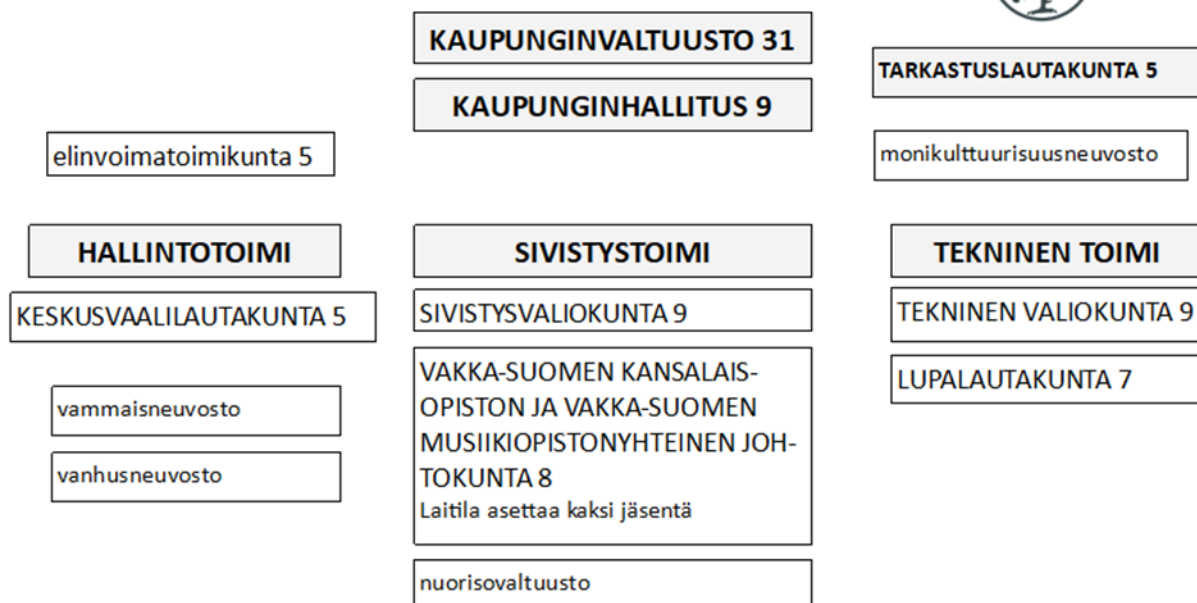 KAUPUNGINVALTUUSTO 31
TARKASTUSLAUTAKUNTA 5
KAUPUNGINHALLITUS 9
elinvoimatoimikunta 5
monikulttuurisuusneuvosto
HALLINTOTOIMI
KESKUSVAALILAUTAKUNTA 5
vammaisneuvosto
vanhusneuvosto
SIVISTYSTOIMI
SIVISTYSVALIOKUNTA 9
VAKKA-SUOMEN KANSALAIS-
OPISTON JA VAKKA-SUOMEN
MUSIIKIOPISTONYHTEINEN JOH-
TOKUNTA 8
Laitila asettaa kaksi jäsentä
nuorisovaltuusto
TEKNINEN TOIMI
TEKNINEN VALIOKUNTA 9
LUPALAUTAKUNTA 7